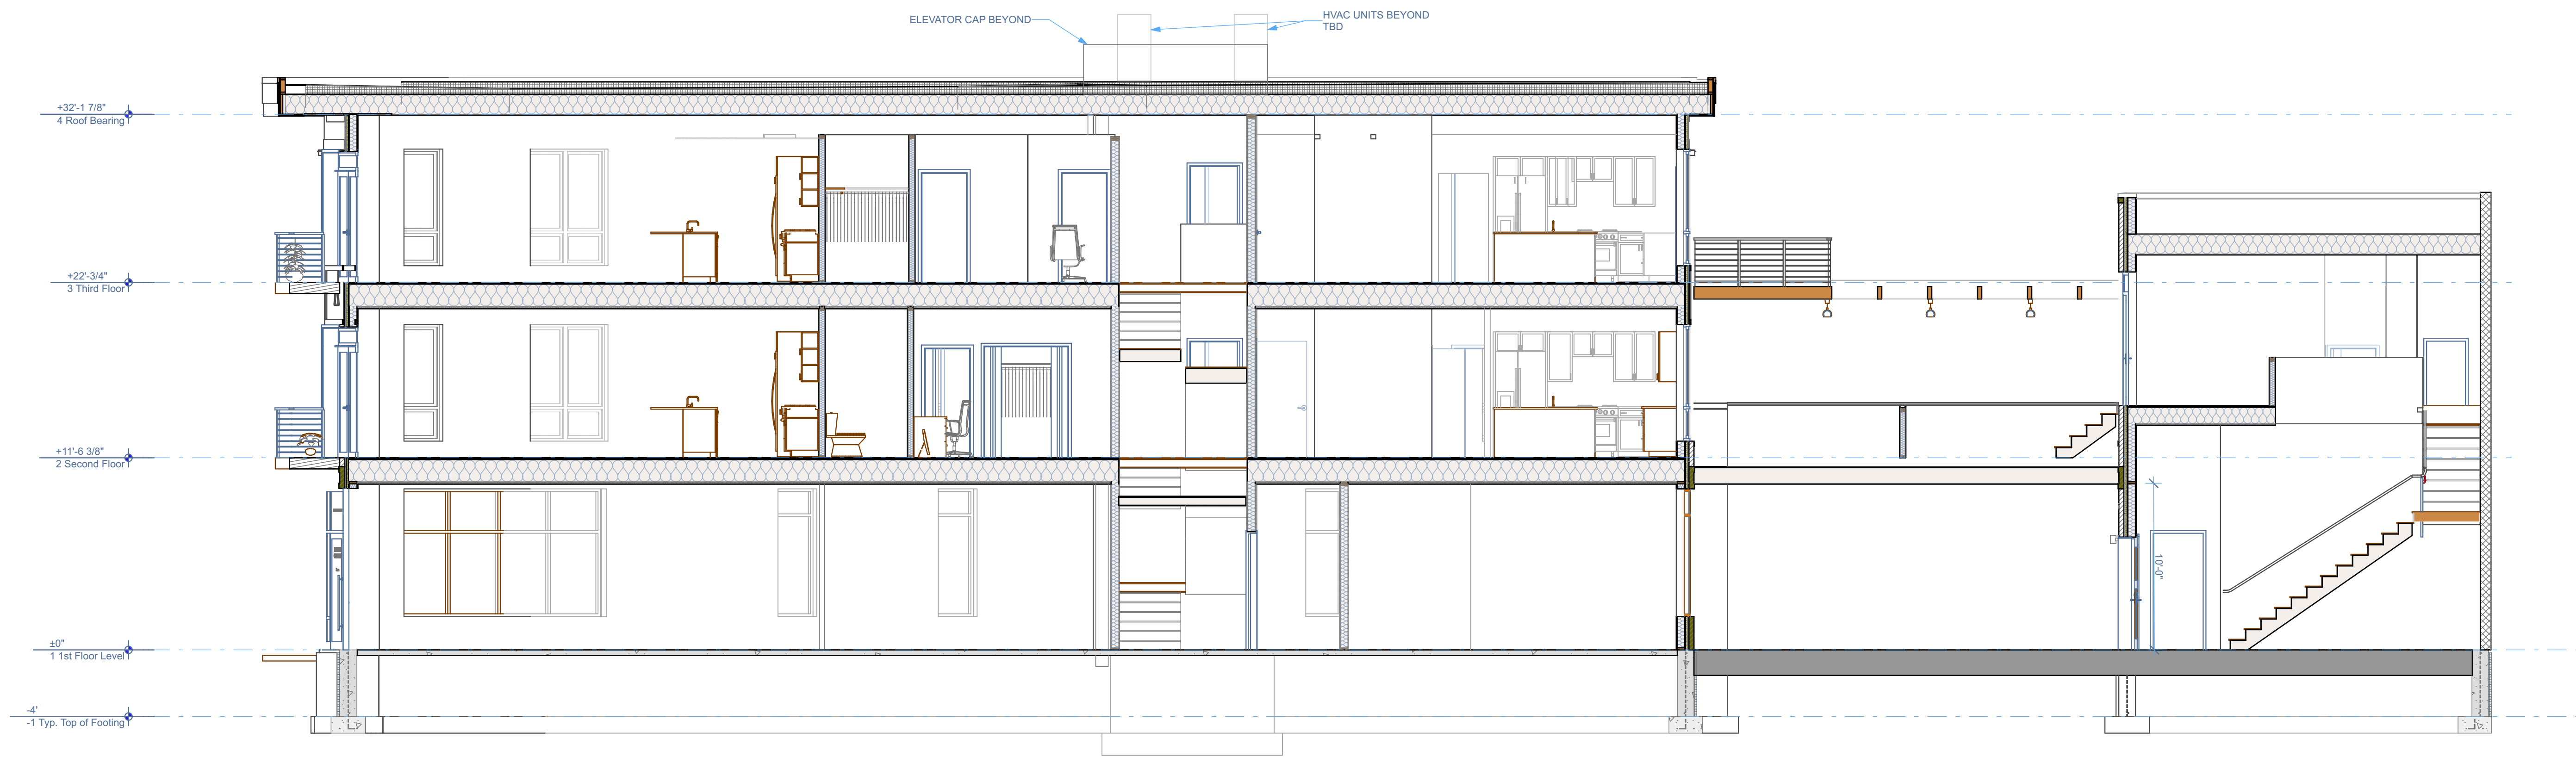 ELEVATOR CAP BEYOND
HVAC UNITS BEYOND
TBD
+32'-1 7/8"
4 Roof Bearing
+22'-3/4"
3 Third Floor
+11'-6 3/8"
2 Second Floor
10'-0"
±0"
1 1st Floor Level
-4'
-1 Typ. Top of Footing